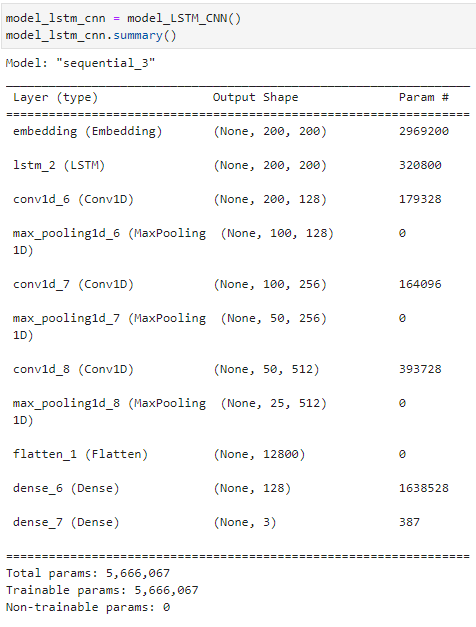 model_lstm_cnn = model_LSTM_CNN()
model_lstm_cnn.summary()
Model: "sequential_3"
_________________________________________________________________
Layer (type)                Output Shape              Param #
=================================================================
embedding (Embedding)       (None, 200, 200)          2969200
lstm_2 (LSTM)               (None, 200, 200)          320800
conv1d_6 (Conv1D)           (None, 200, 128)          179328
max_pooling1d_6 (MaxPooling  (None, 100, 128)         0
1D)
conv1d_7 (Conv1D)           (None, 100, 256)          164096
max_pooling1d_7 (MaxPooling  (None, 50, 256)          0
1D)
conv1d_8 (Conv1D)           (None, 50, 512)           393728
max_pooling1d_8 (MaxPooling  (None, 25, 512)          0
1D)
flatten_1 (Flatten)         (None, 12800)             0
dense_6 (Dense)             (None, 128)               1638528
dense_7 (Dense)             (None, 3)                 387
=================================================================
Total params: 5,666,067
Trainable params: 5,666,067
Non-trainable params: 0